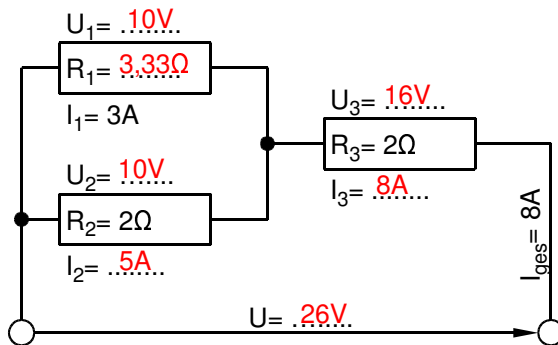 U₁= ..10V....
R₁= 3,33Ω
I₁= 3A
U₂= ..10V....
R₂= 2Ω
I₂= ..5A....
U₃= ..16V....
R₃= 2Ω
I₃= ..8A....
I_ges= 8A
U= ..26V....